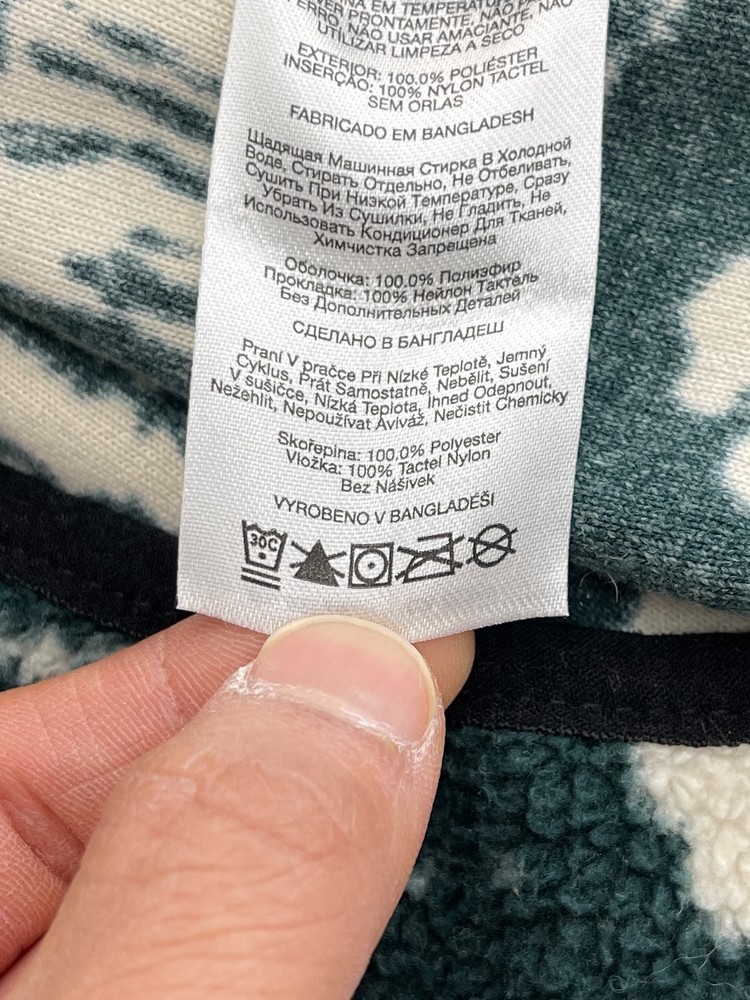 EM TEMPERATU
ER PRONTAMENTE, NÃO PA
ERRO, NÃO USAR AMACIANTE, NÃO
UTILIZAR LIMPEZA A SECO
EXTERIOR: 100.0% POLIÉSTER
INSERÇÃO: 100% NYLON TACTEL
SEM ORLAS
FABRICADO EM BANGLADESH
Щадящая Машинная Стирка В Холодной
Воде, Стирать Отдельно, Не Отбеливать,
Сушить При Низкой Температуре, Сразу
Убрать Из Сушилки, Не Гладить, Не
Использовать Кондиционер Для Тканей,
Химчистка Запрещена
Оболочка: 100.0% Полиэфир
Прокладка: 100% Нейлон Тактель
Без Дополнительных Деталей
СДЕЛАНО В БАНГЛАДЕШ
Praní V pračce Při Nízké Teplotě, Jemný
Cyklus, Prát Samostatně, Nebělit, Sušení
V sušičce, Nízká Teplota, Ihned Odepnout,
Nežehlit, Nepoužívat Aviváž, Nečistit Chemicky
Skořepina: 100.0% Polyester
Vložka: 100% Tactel Nylon
Bez Nášivek
VYROBENO V BANGLADÉŠI
30C